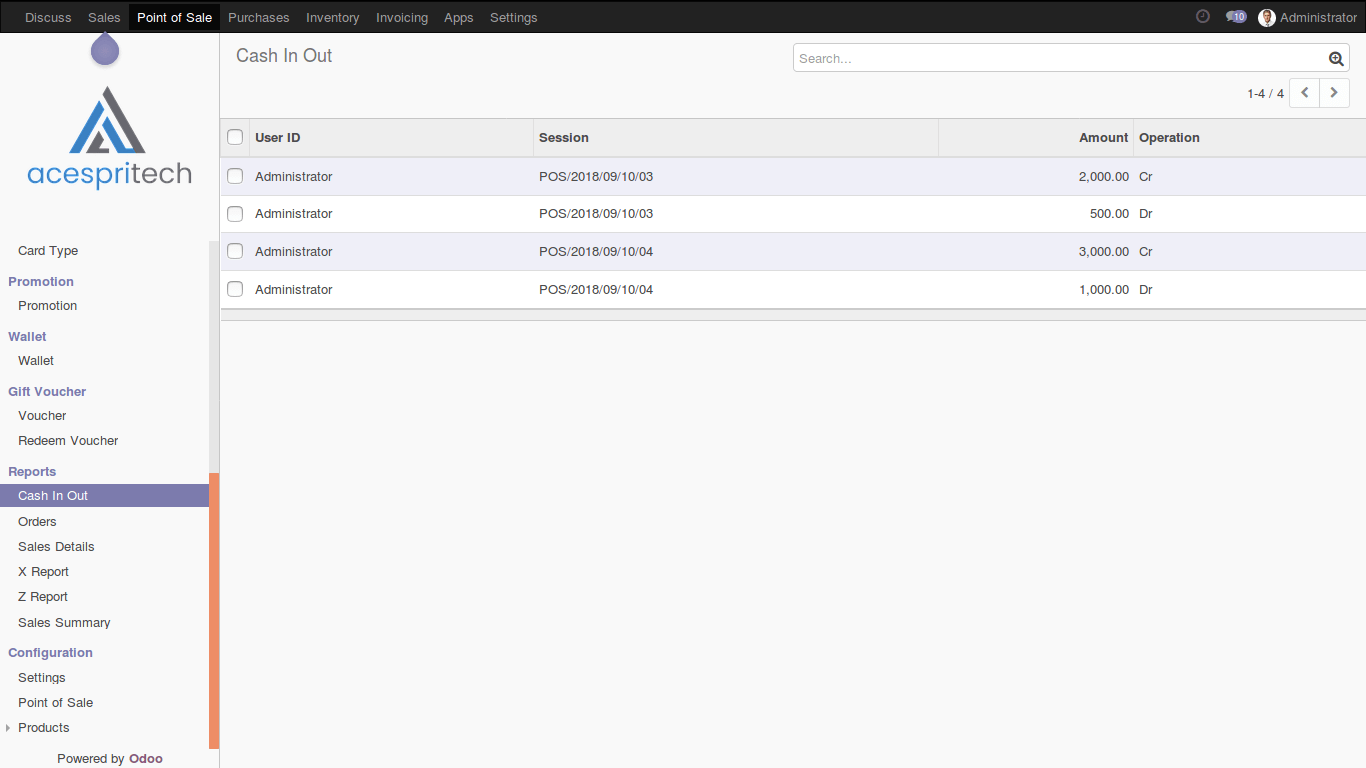 Discuss Sales Point of Sale Purchases Inventory Invoicing Apps Settings 10 Administrator
acespritech
Card Type
Promotion
Promotion
Wallet
Wallet
Gift Voucher
Voucher
Redeem Voucher
Reports
Cash In Out
Orders
Sales Details
X Report
Z Report
Sales Summary
Configuration
Settings
Point of Sale
Products
Powered by Odoo
Cash In Out
Search...
1-4 / 4
User ID Session Amount Operation
Administrator POS/2018/09/10/03 2,000.00 Cr
Administrator POS/2018/09/10/03 500.00 Dr
Administrator POS/2018/09/10/04 3,000.00 Cr
Administrator POS/2018/09/10/04 1,000.00 Dr